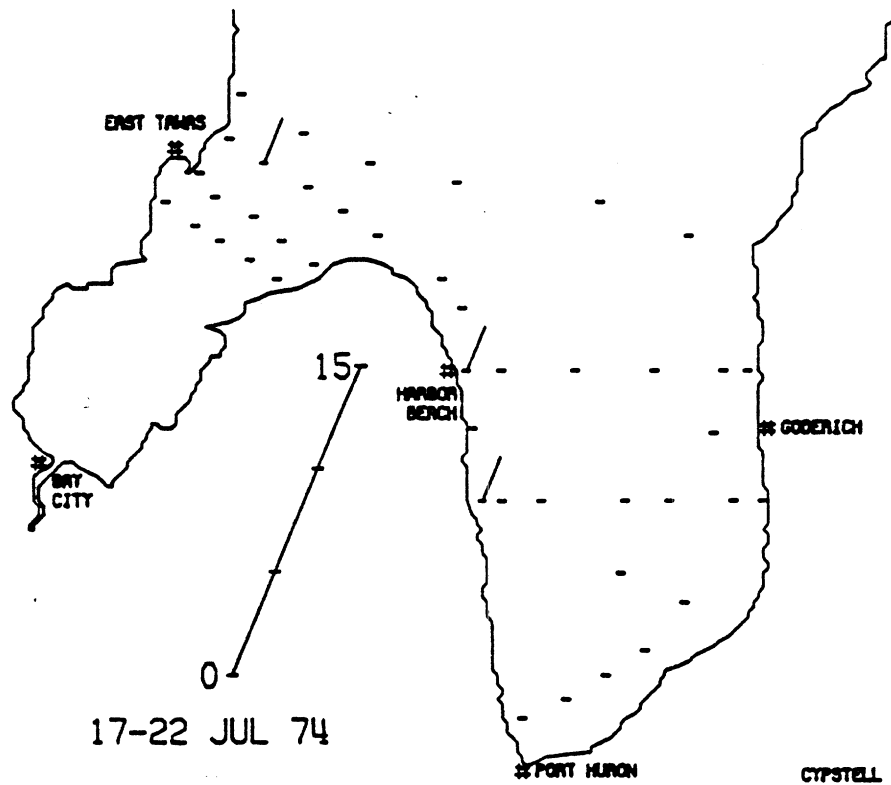 EAST TAWAS
15
HARBOR
BEACH
GODERICH
BAY
CITY
0
17-22 JUL 74
PORT HURON
CYPSTELL